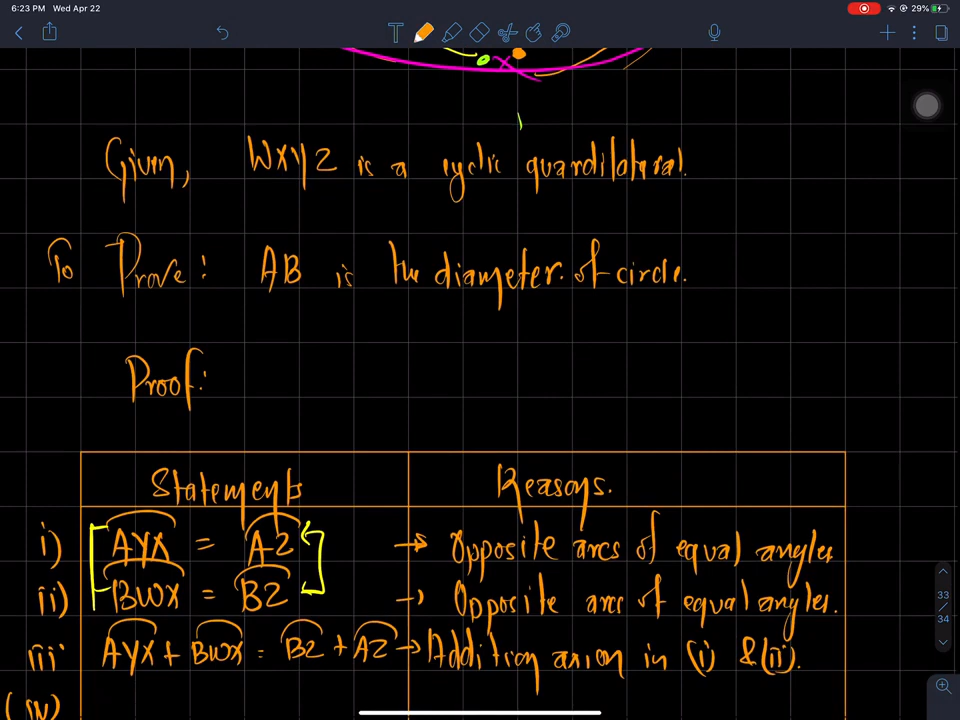 6:23 PM Wed Apr 22
29%
Given, WXYZ is a cyclic quardilateral.
To Prove: AB is the diameter of circle.
Proof:
Statements Reasons.
i) AYX = AZ → Opposite arcs of equal angles
ii) BWX = BZ → Opposite arcs of equal angles.
iii) AYX + BWX = BZ + AZ → Addition axiom in (i) & (ii).
(iv)
33
/
34